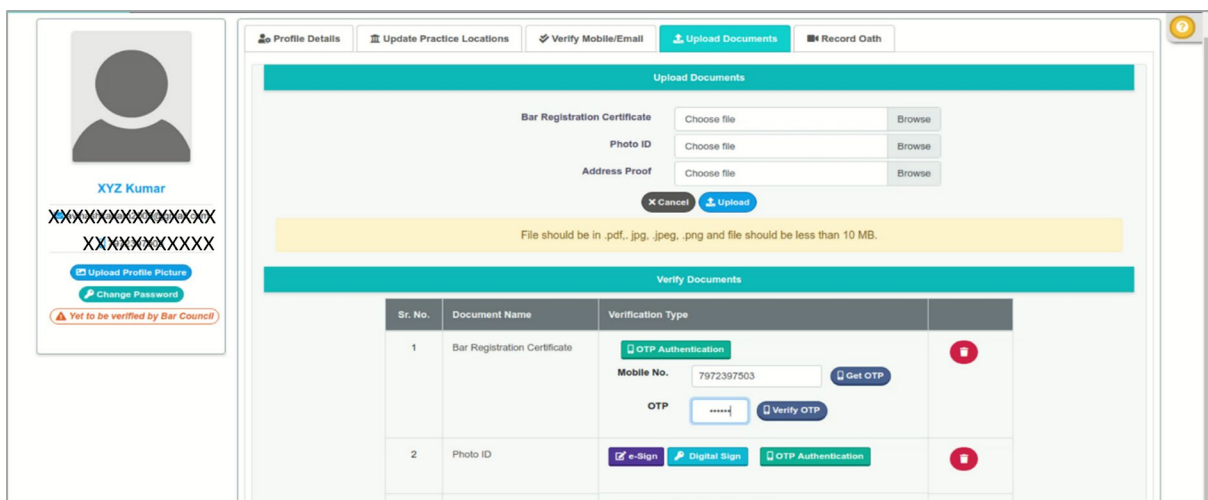 Profile Details
Update Practice Locations
Verify Mobile/Email
Upload Documents
Record Oath
?
XYZ Kumar
XXXXXXXXXXXXXXXXX
XXXXXXXXXXXX
Upload Profile Picture
Change Password
Yet to be verified by Bar Council
Upload Documents
Bar Registration Certificate Choose file Browse
Photo ID Choose file Browse
Address Proof Choose file Browse
Cancel Upload
File should be in .pdf,. jpg, .jpeg, .png and file should be less than 10 MB.
Verify Documents
Sr. No. Document Name Verification Type
1 Bar Registration Certificate OTP Authentication
Mobile No. 7972397503 Get OTP
OTP •••••• Verify OTP
2 Photo ID e-Sign Digital Sign OTP Authentication